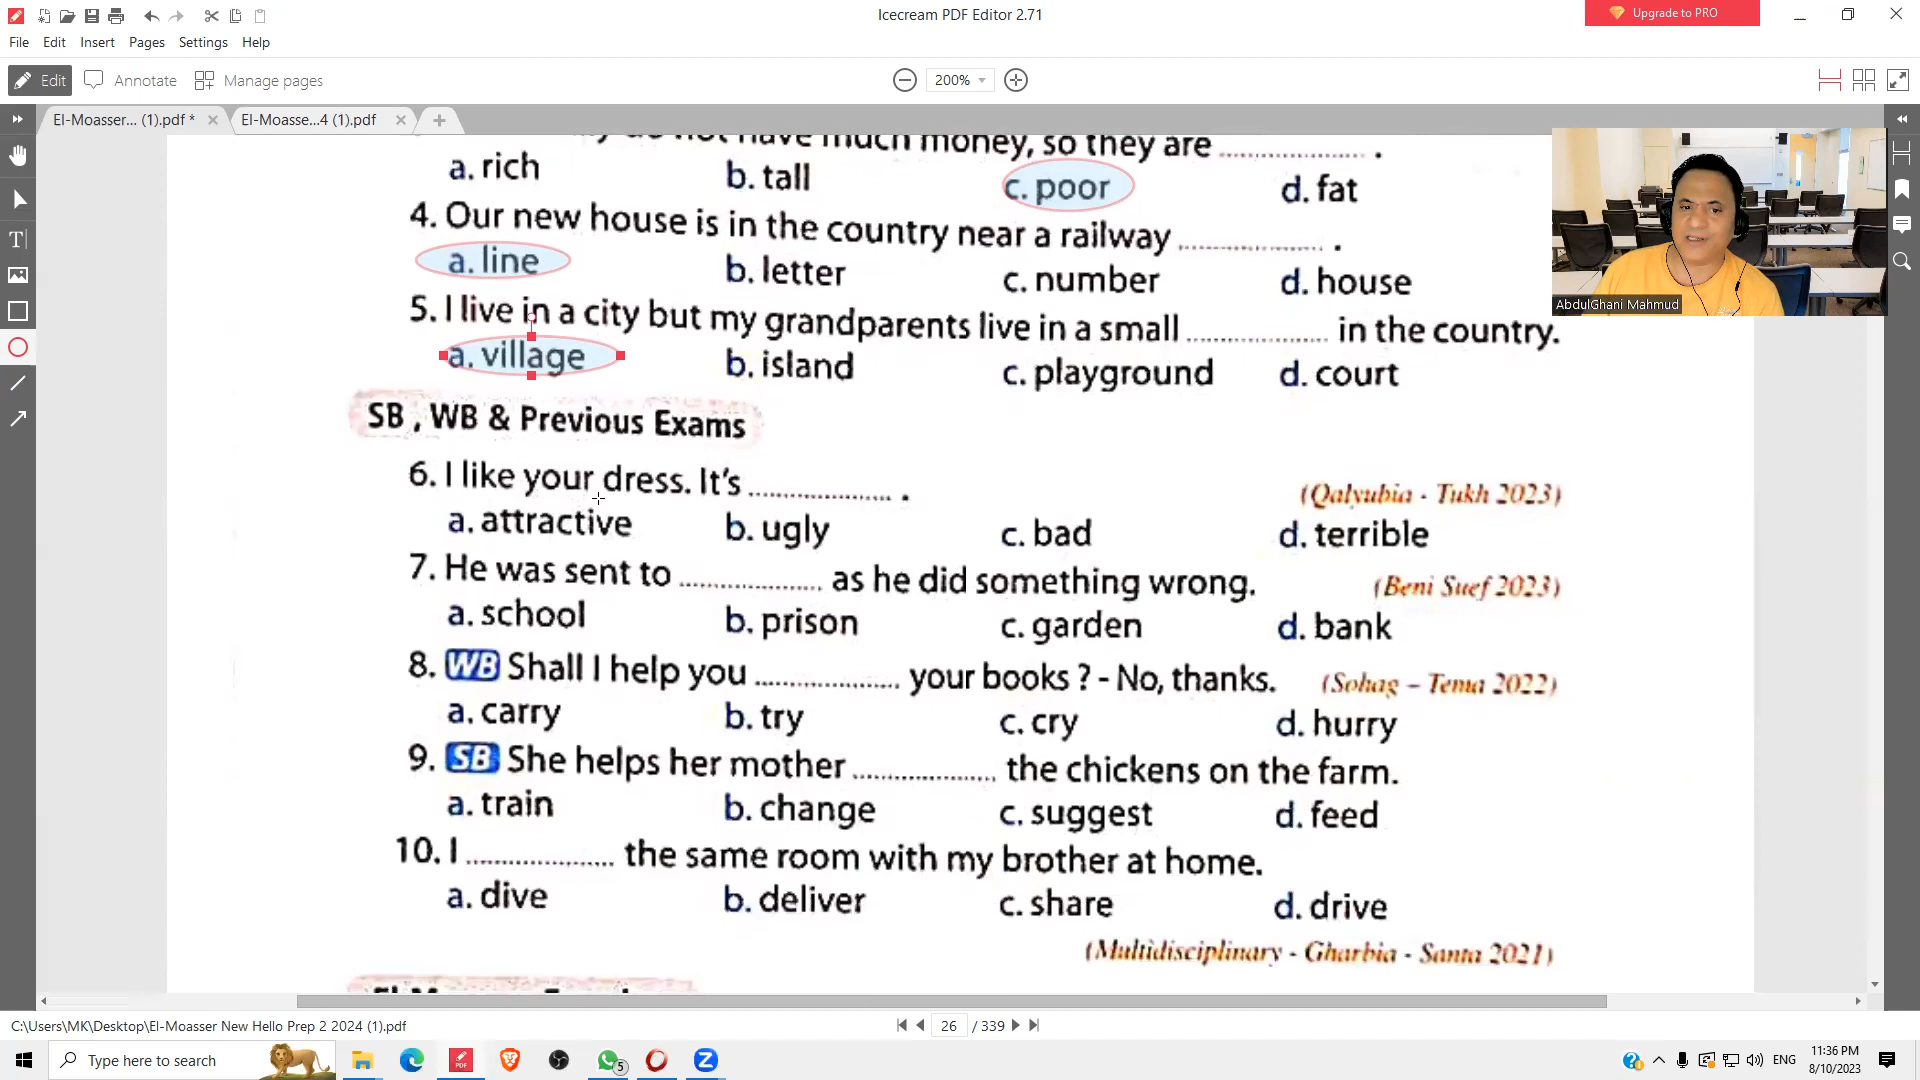 Icecream PDF Editor 2.71
Upgrade to PRO
File Edit Insert Pages Settings Help
Edit Annotate Manage pages
200%
El-Moasser... (1).pdf * El-Moasse...4 (1).pdf
do not have much money, so they are .................. .
a. rich b. tall c. poor d. fat
4. Our new house is in the country near a railway .................. .
a. line b. letter c. number d. house
5. I live in a city but my grandparents live in a small .................. in the country.
a. village b. island c. playground d. court
AbdulGhani Mahmud
SB , WB & Previous Exams
6. I like your dress. It's .................. .
(Qalyubia - Tukh 2023)
a. attractive b. ugly c. bad d. terrible
7. He was sent to .................. as he did something wrong.
(Beni Suef 2023)
a. school b. prison c. garden d. bank
8. WB Shall I help you .................. your books ? - No, thanks.
(Sohag – Tema 2022)
a. carry b. try c. cry d. hurry
9. SB She helps her mother .................. the chickens on the farm.
a. train b. change c. suggest d. feed
10. I .................. the same room with my brother at home.
a. dive b. deliver c. share d. drive
(Multidisciplinary - Gharbia - Santa 2021)
C:\Users\MK\Desktop\El-Moasser New Hello Prep 2 2024 (1).pdf
26 / 339
Type here to search
PDF
5
ENG
11:36 PM
8/10/2023